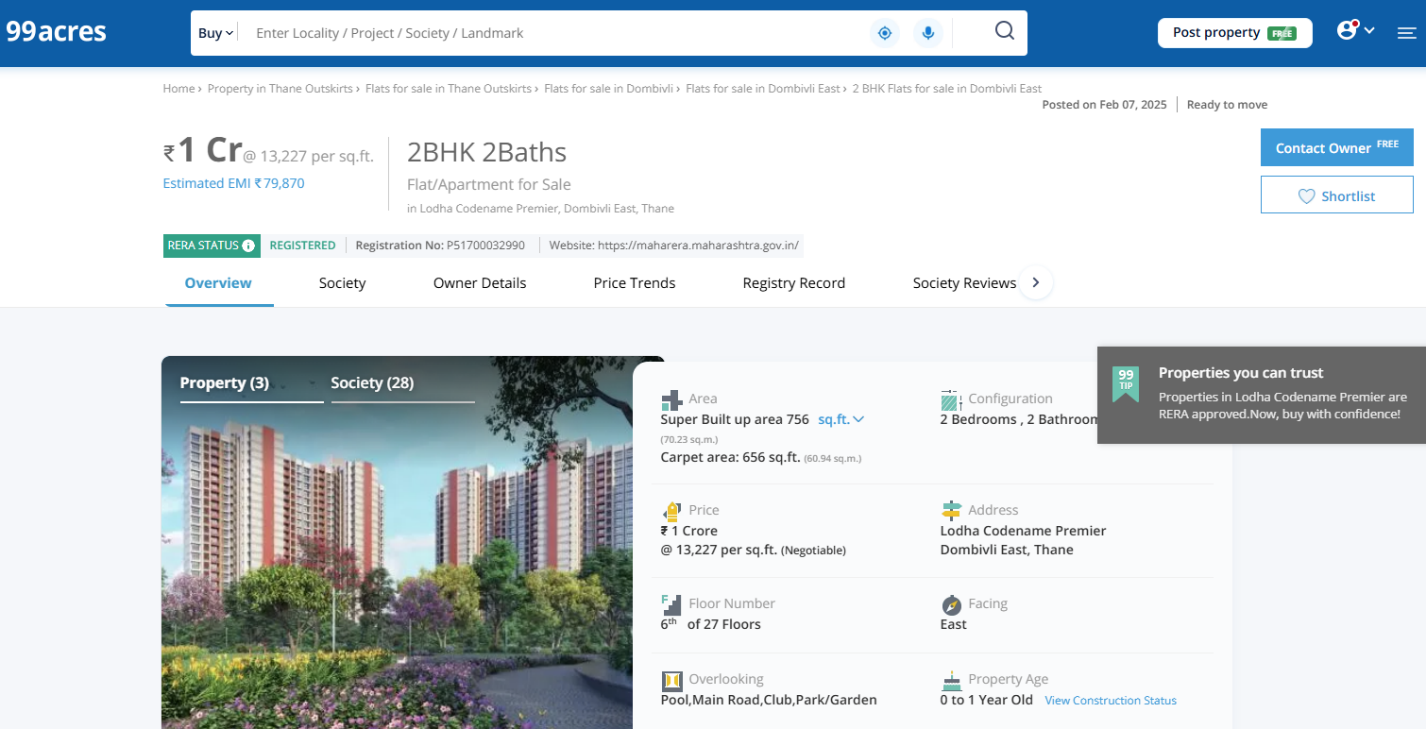 99acres
Buy
Enter Locality / Project / Society / Landmark
Post property FREE
Home › Property in Thane Outskirts › Flats for sale in Thane Outskirts › Flats for sale in Dombivli › Flats for sale in Dombivli East › 2 BHK Flats for sale in Dombivli East
Posted on Feb 07, 2025 | Ready to move
₹ 1 Cr @ 13,227 per sq.ft.
Estimated EMI ₹ 79,870
2BHK 2Baths
Flat/Apartment for Sale
in Lodha Codename Premier, Dombivli East, Thane
Contact Owner FREE
Shortlist
RERA STATUS i REGISTERED | Registration No: P51700032990 | Website: https://maharera.maharashtra.gov.in/
Overview Society Owner Details Price Trends Registry Record Society Reviews
Property (3) Society (28)
Area
Super Built up area 756 sq.ft.
(70.23 sq.m.)
Carpet area: 656 sq.ft. (60.94 sq.m.)
Configuration
2 Bedrooms , 2 Bathroom
99 TIP
Properties you can trust
Properties in Lodha Codename Premier are
RERA approved.Now, buy with confidence!
Price
₹ 1 Crore
@ 13,227 per sq.ft. (Negotiable)
Address
Lodha Codename Premier
Dombivli East, Thane
F Floor Number
6th of 27 Floors
Facing
East
Overlooking
Pool,Main Road,Club,Park/Garden
Property Age
0 to 1 Year Old View Construction Status